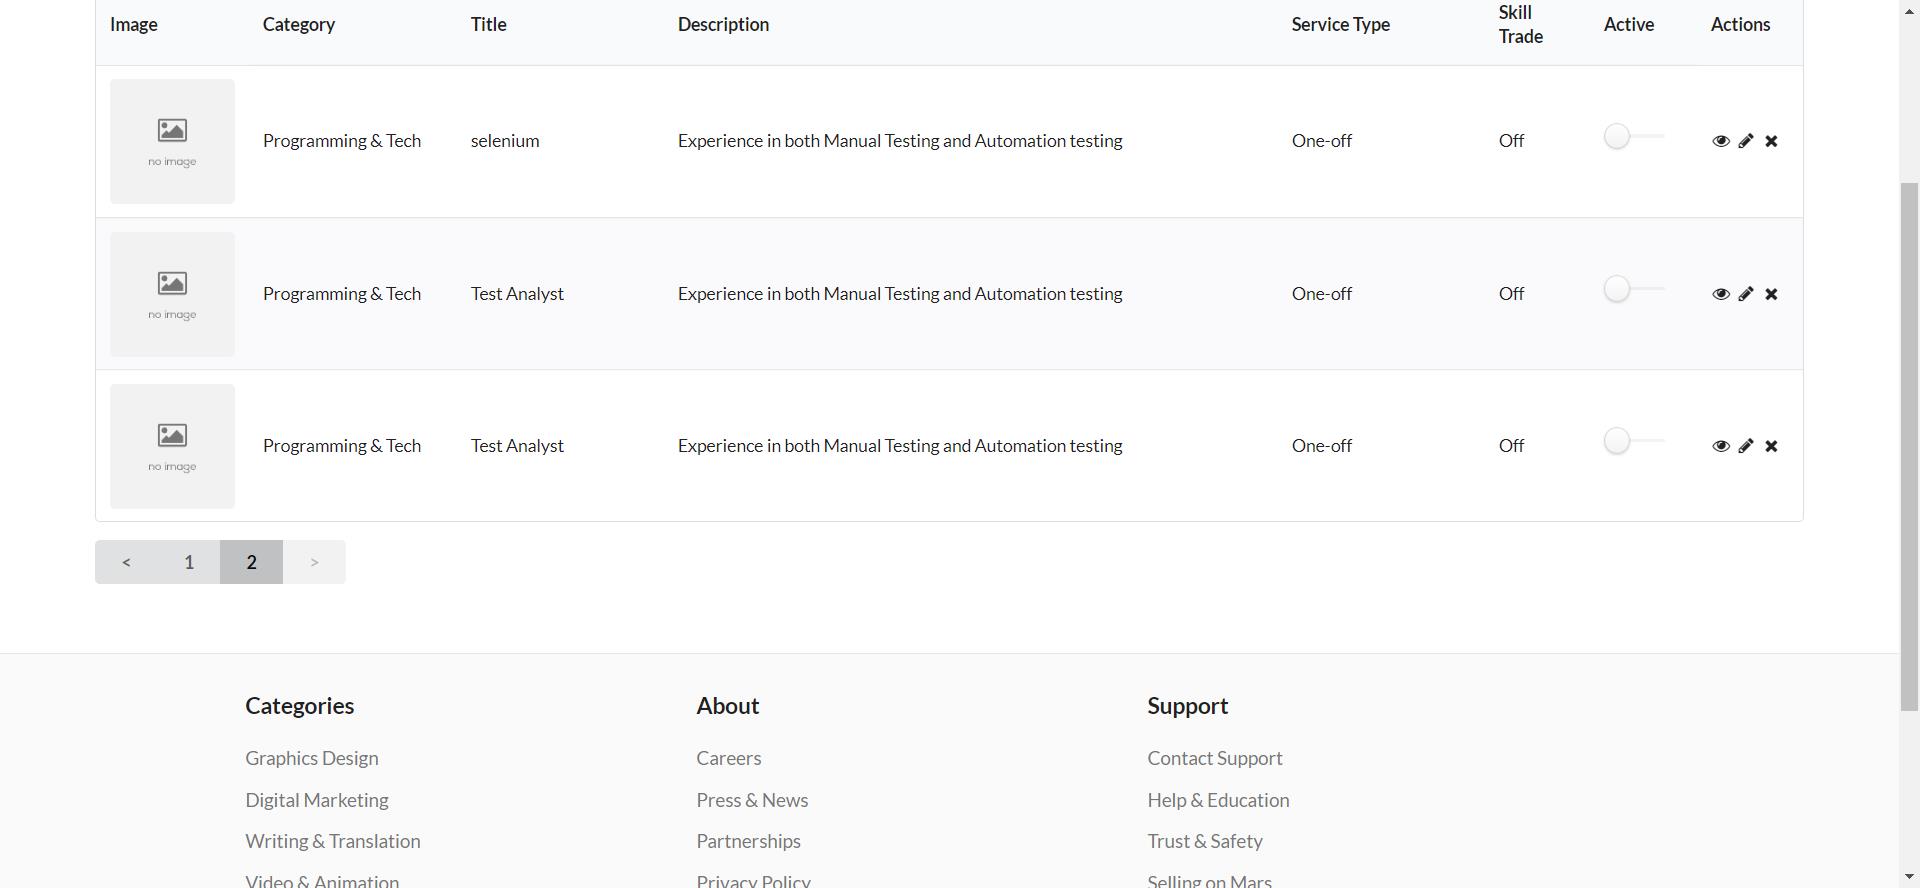 Image Category Title Description Service Type Skill Trade Active Actions
no image Programming & Tech selenium Experience in both Manual Testing and Automation testing One-off Off
no image Programming & Tech Test Analyst Experience in both Manual Testing and Automation testing One-off Off
no image Programming & Tech Test Analyst Experience in both Manual Testing and Automation testing One-off Off
< 1 2 >
Categories About Support
Graphics Design Careers Contact Support
Digital Marketing Press & News Help & Education
Writing & Translation Partnerships Trust & Safety
Video & Animation Privacy Policy Selling on Mars